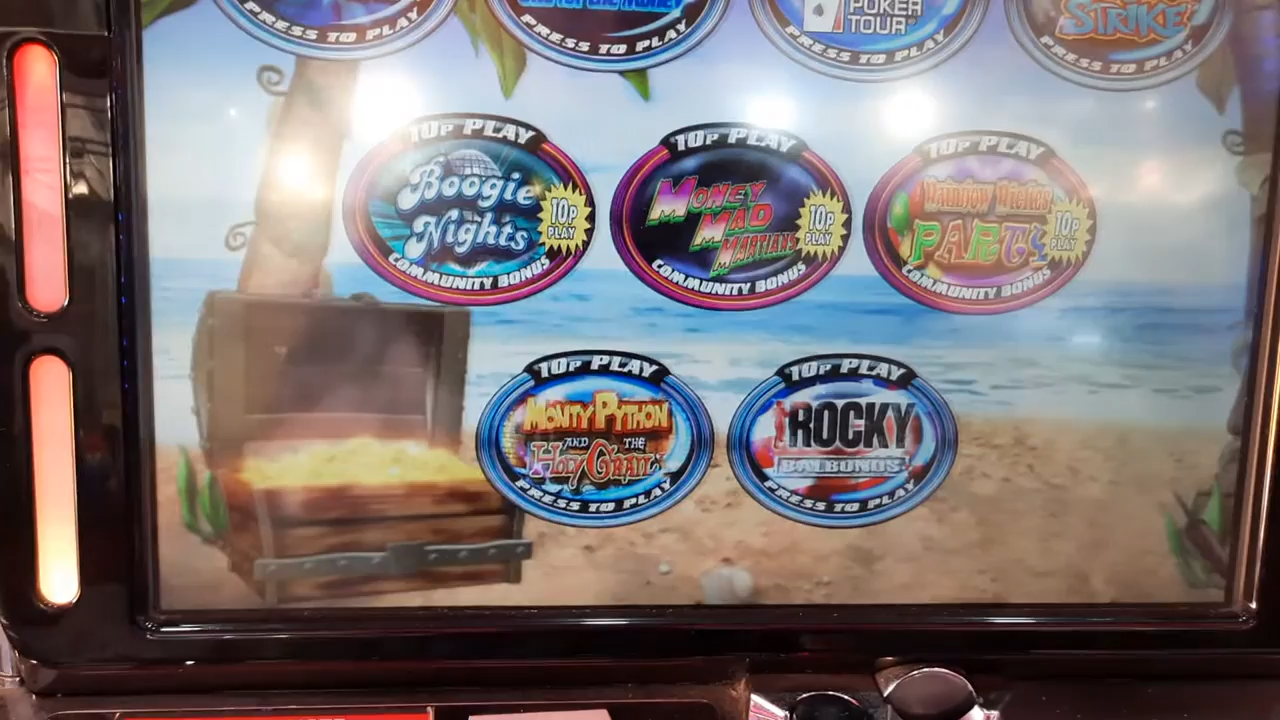 PRESS TO PLAY
PRESS TO PLAY
POKER
TOUR
PRESS TO PLAY
STRIKE
PRESS TO PLAY
10P PLAY
Boogie
Nights
10p
PLAY
COMMUNITY BONUS
10P PLAY
MONEY
MAD
MARTIANS
10p
PLAY
COMMUNITY BONUS
10P PLAY
Rainbow Riches
PARTY
10p
PLAY
COMMUNITY BONUS
10P PLAY
MONTY PYTHON
AND THE
HOLY GRAIL
PRESS TO PLAY
10P PLAY
ROCKY
BALBONUS
PRESS TO PLAY